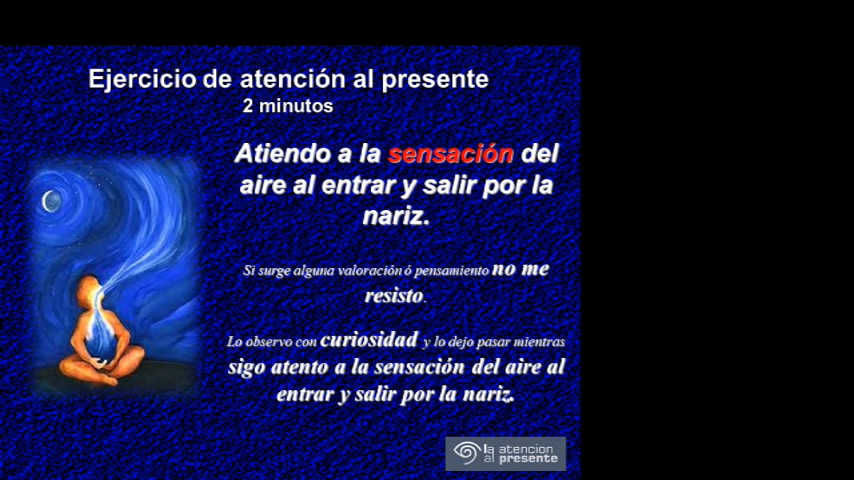 Ejercicio de atención al presente
2 minutos
Atiendo a la sensación del
aire al entrar y salir por la
nariz.
Si surge alguna valoración ó pensamiento no me
resisto.
Lo observo con curiosidad y lo dejo pasar mientras
sigo atento a la sensación del aire al
entrar y salir por la nariz.
la atencion
al presente